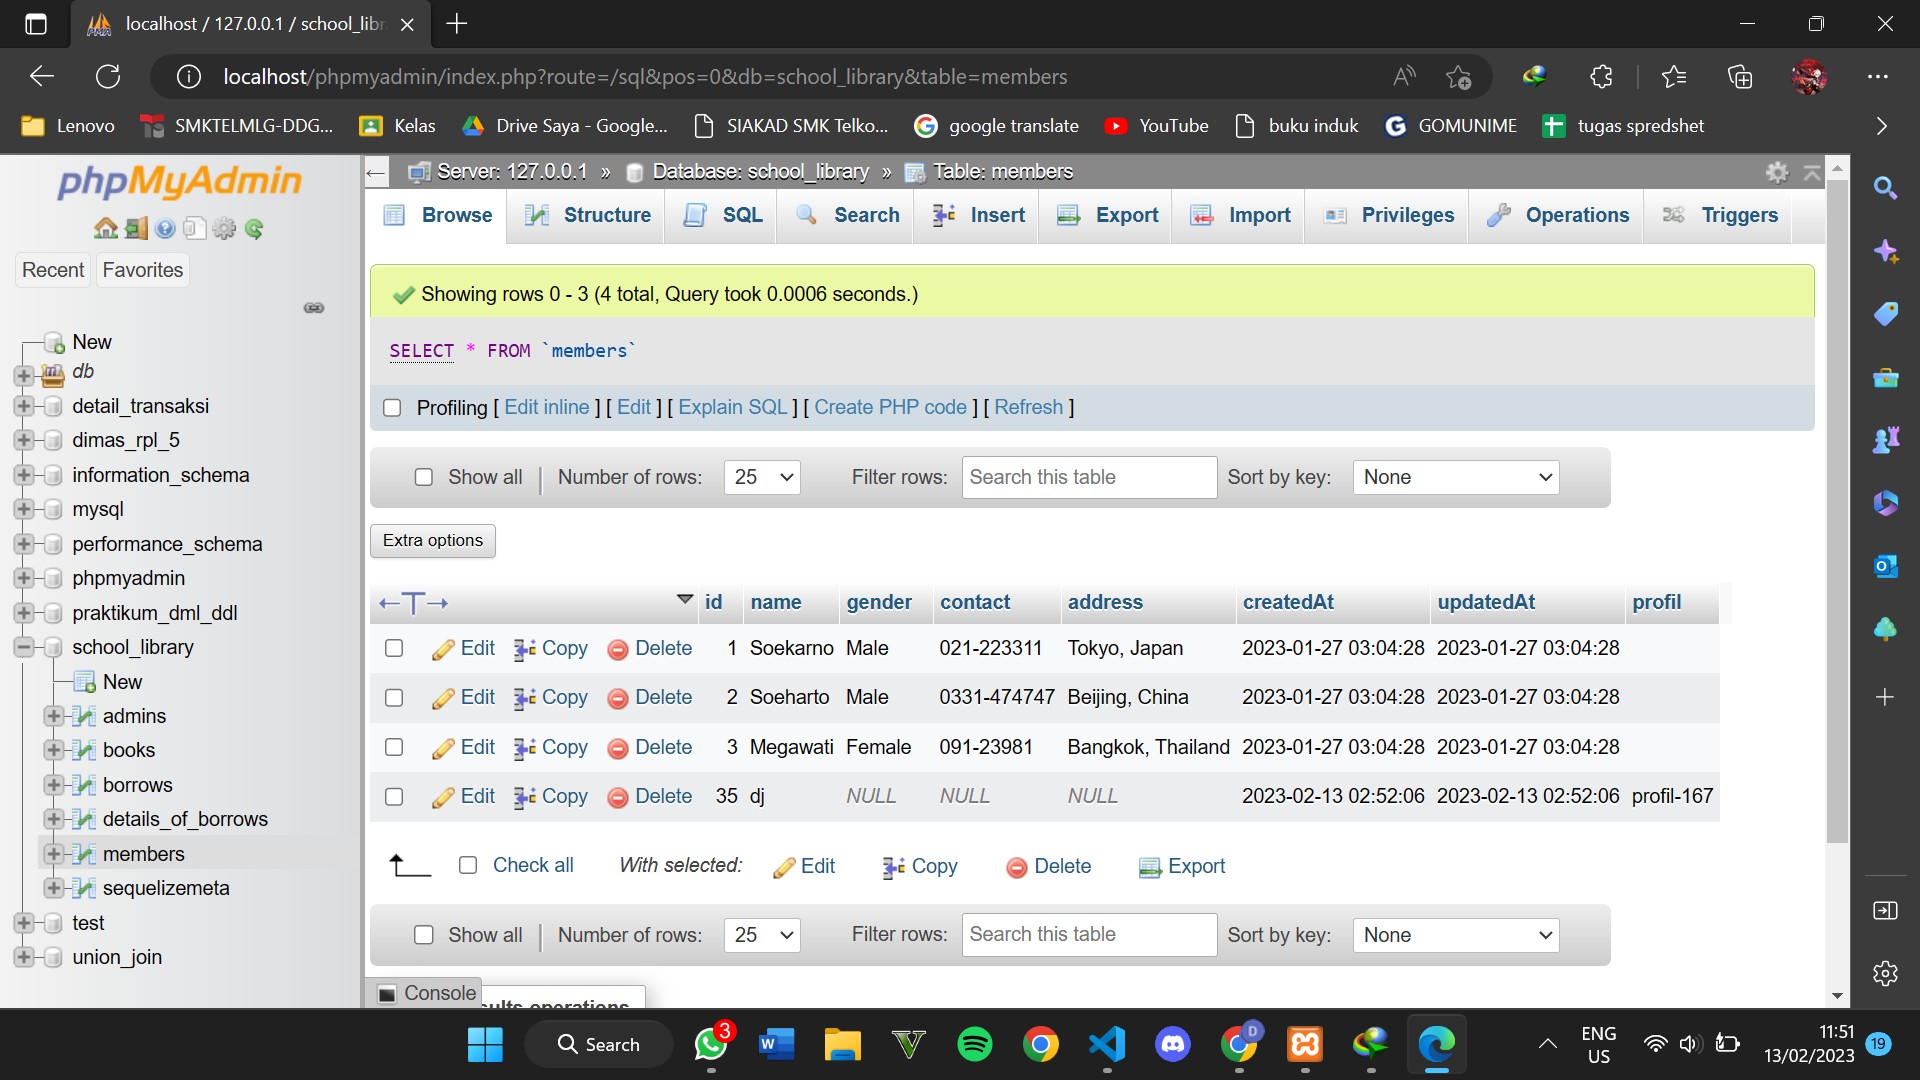 localhost / 127.0.0.1 / school_libr
localhost/phpmyadmin/index.php?route=/sql&pos=0&db=school_library&table=members
Lenovo SMKTELMLG-DDG... Kelas Drive Saya - Google... SIAKAD SMK Telko... google translate YouTube buku induk GOMUNIME tugas spredshet
phpMyAdmin
Recent Favorites
New
db
detail_transaksi
dimas_rpl_5
information_schema
mysql
performance_schema
phpmyadmin
praktikum_dml_ddl
school_library
New
admins
books
borrows
details_of_borrows
members
sequelizemeta
test
union_join
Server: 127.0.0.1 » Database: school_library » Table: members
Browse Structure SQL Search Insert Export Import Privileges Operations Triggers
Showing rows 0 - 3 (4 total, Query took 0.0006 seconds.)
SELECT * FROM `members`
Profiling [ Edit inline ] [ Edit ] [ Explain SQL ] [ Create PHP code ] [ Refresh ]
Show all Number of rows: 25 Filter rows: Search this table Sort by key: None
Extra options
←T→ id name gender contact address createdAt updatedAt profil
Edit Copy Delete 1 Soekarno Male 021-223311 Tokyo, Japan 2023-01-27 03:04:28 2023-01-27 03:04:28
Edit Copy Delete 2 Soeharto Male 0331-474747 Beijing, China 2023-01-27 03:04:28 2023-01-27 03:04:28
Edit Copy Delete 3 Megawati Female 091-23981 Bangkok, Thailand 2023-01-27 03:04:28 2023-01-27 03:04:28
Edit Copy Delete 35 dj NULL NULL NULL 2023-02-13 02:52:06 2023-02-13 02:52:06 profil-167
Check all With selected: Edit Copy Delete Export
Show all Number of rows: 25 Filter rows: Search this table Sort by key: None
Console
operations
Search
3
D
ENG
US
11:51
13/02/2023
19